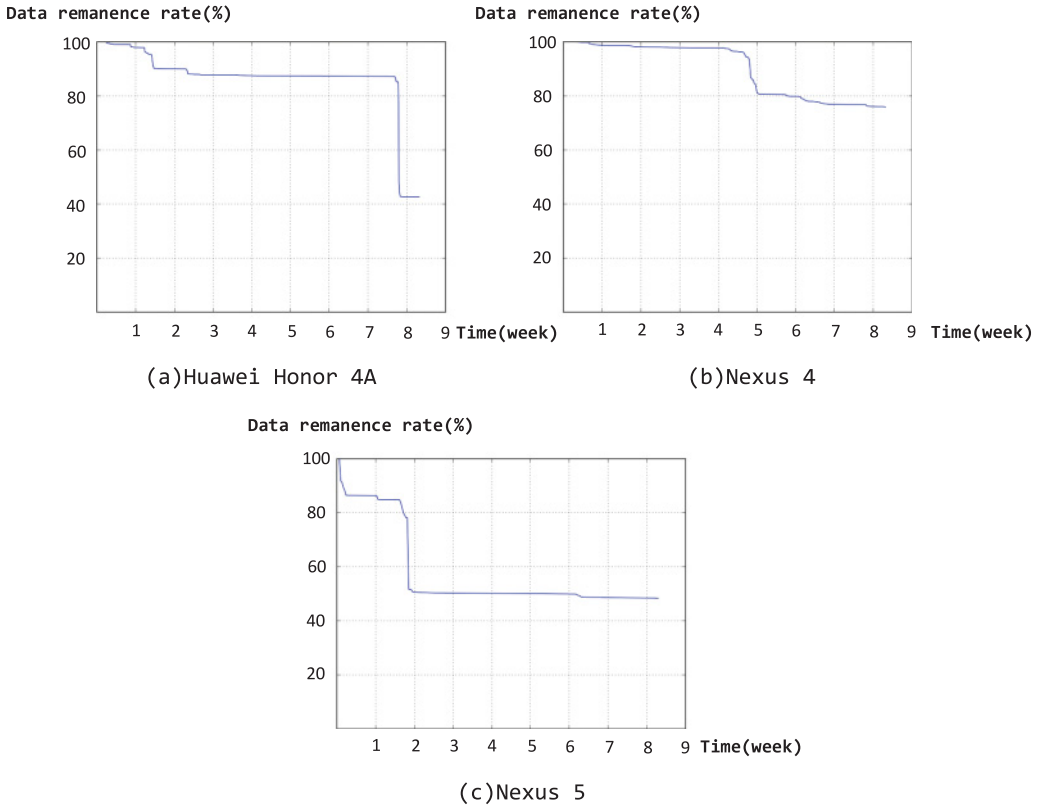 Data remanence rate(%)
100
80
60
40
20
1 2 3 4 5 6 7 8 9 Time(week)
(a)Huawei Honor 4A
Data remanence rate(%)
100
80
60
40
20
1 2 3 4 5 6 7 8 9 Time(week)
(b)Nexus 4
Data remanence rate(%)
100
80
60
40
20
1 2 3 4 5 6 7 8 9 Time(week)
(c)Nexus 5